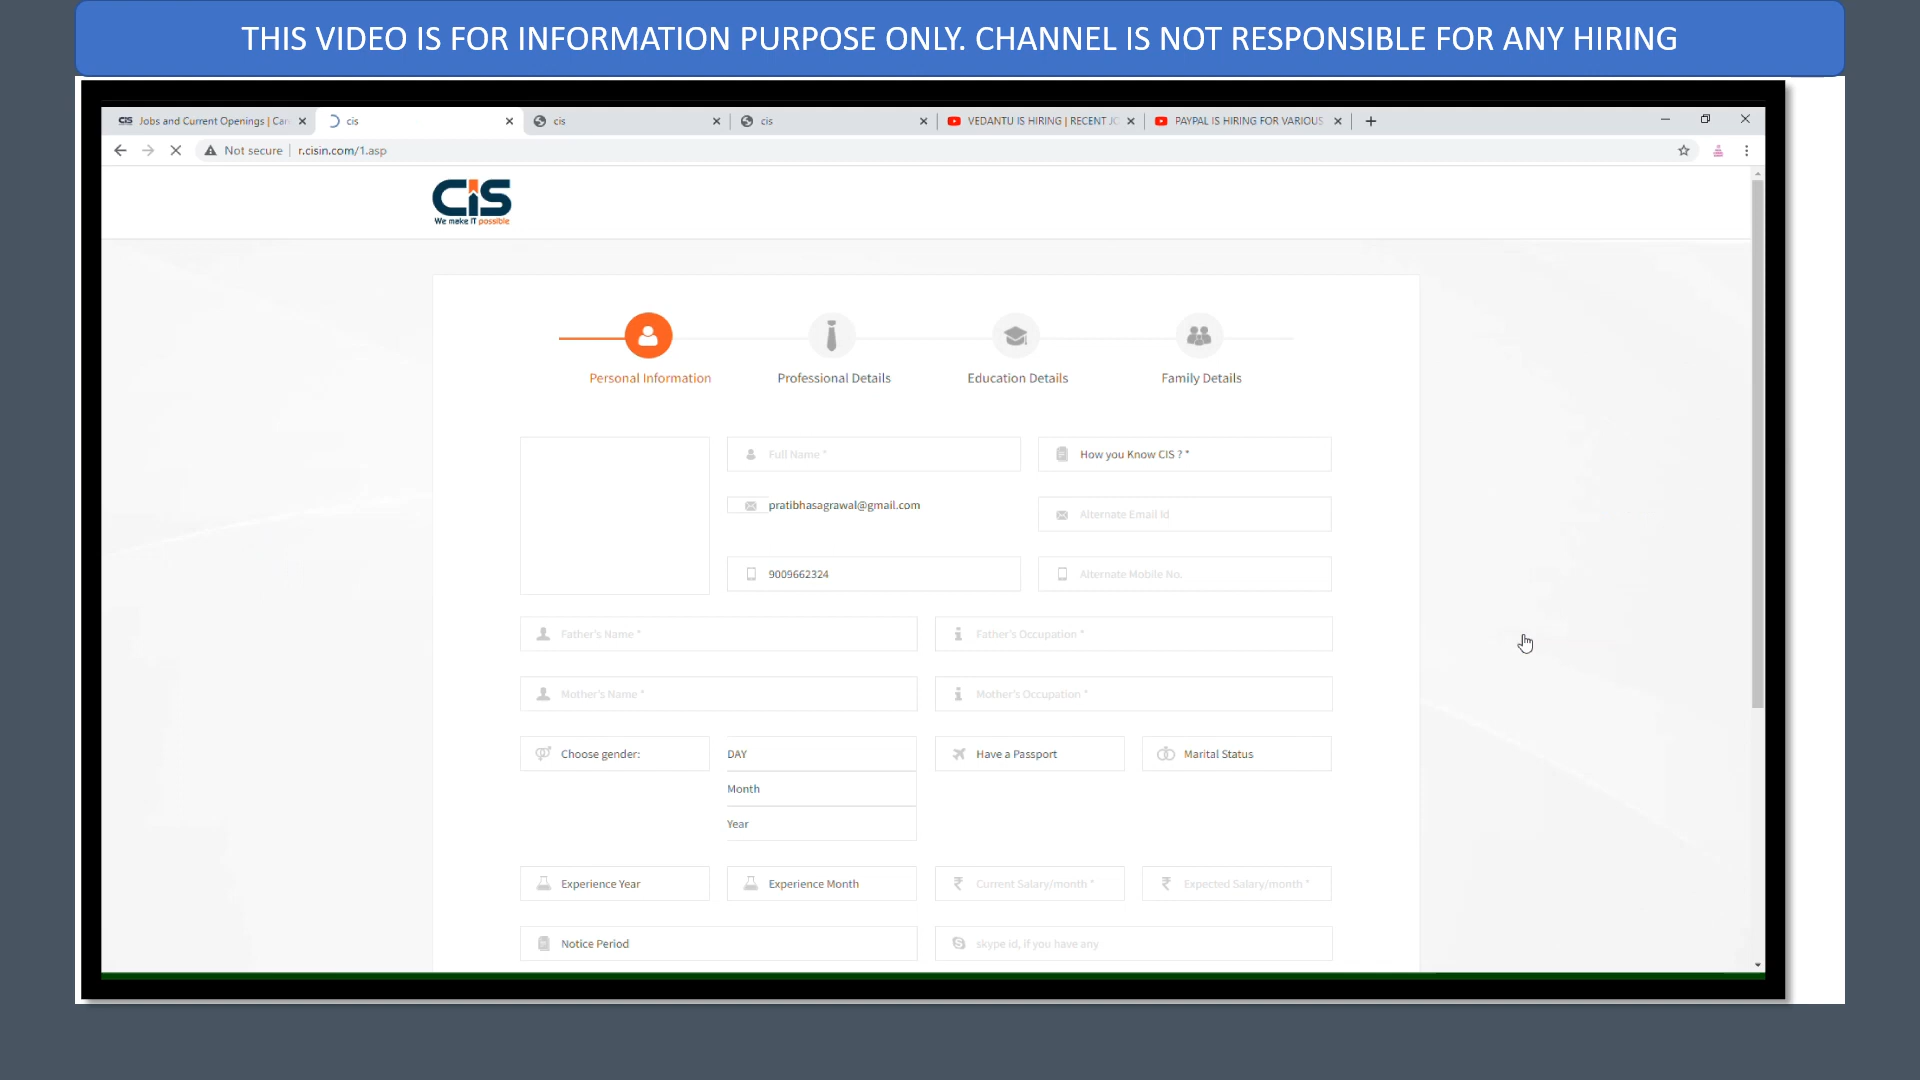 THIS VIDEO IS FOR INFORMATION PURPOSE ONLY. CHANNEL IS NOT RESPONSIBLE FOR ANY HIRING
CIS Jobs and Current Openings | Car
cis
cis
cis
VEDANTU IS HIRING | RECENT JO
PAYPAL IS HIRING FOR VARIOUS
Not secure | r.cisin.com/1.asp
CIS
We make IT possible
Personal Information
Professional Details
Education Details
Family Details
Full Name *
How you Know CIS ? *
pratibhasagrawal@gmail.com
Alternate Email Id
9009662324
Alternate Mobile No.
Father's Name *
Father's Occupation *
Mother's Name *
Mother's Occupation *
Choose gender:
DAY
Have a Passport
Marital Status
Month
Year
Experience Year
Experience Month
Current Salary/month *
Expected Salary/month *
Notice Period
skype id, if you have any